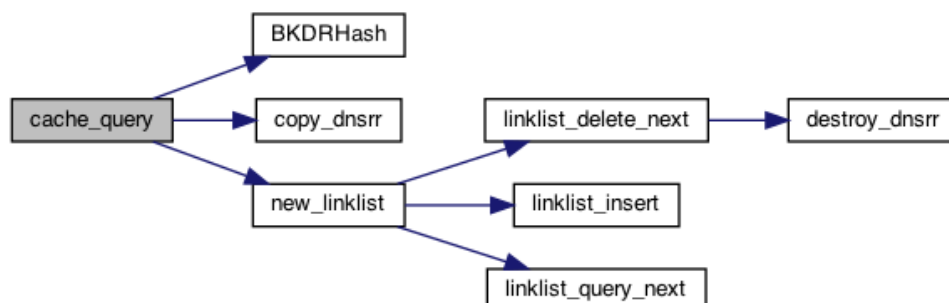 BKDRHash
cache_query
copy_dnsrr
linklist_delete_next
destroy_dnsrr
new_linklist
linklist_insert
linklist_query_next